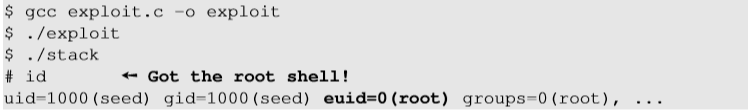 $ gcc exploit.c -o exploit
$ ./exploit
$ ./stack
# id ← Got the root shell!
uid=1000(seed) gid=1000(seed) euid=0(root) groups=0(root), ...